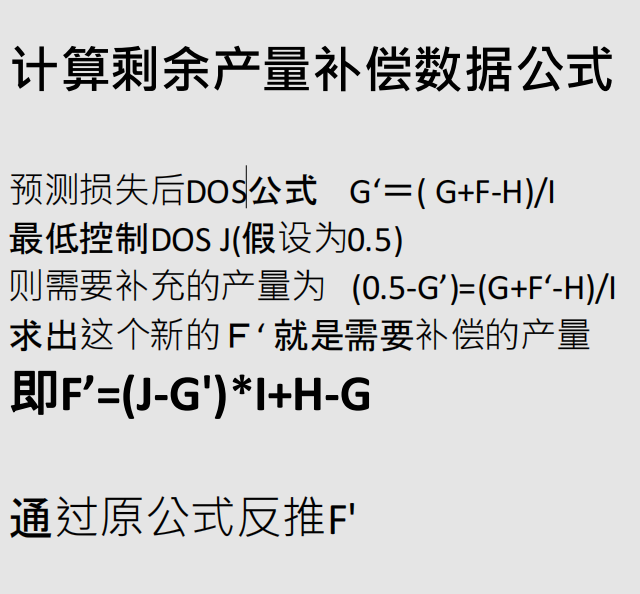 计算剩余产量补偿数据公式
预测损失后DOS公式 G‘＝( G+F-H)/I
最低控制DOS J(假设为0.5)
则需要补充的产量为 (0.5-G’)=(G+F‘-H)/I
求出这个新的Ｆ‘就是需要补偿的产量
即F’=(J-G')*I+H-G
通过原公式反推F'